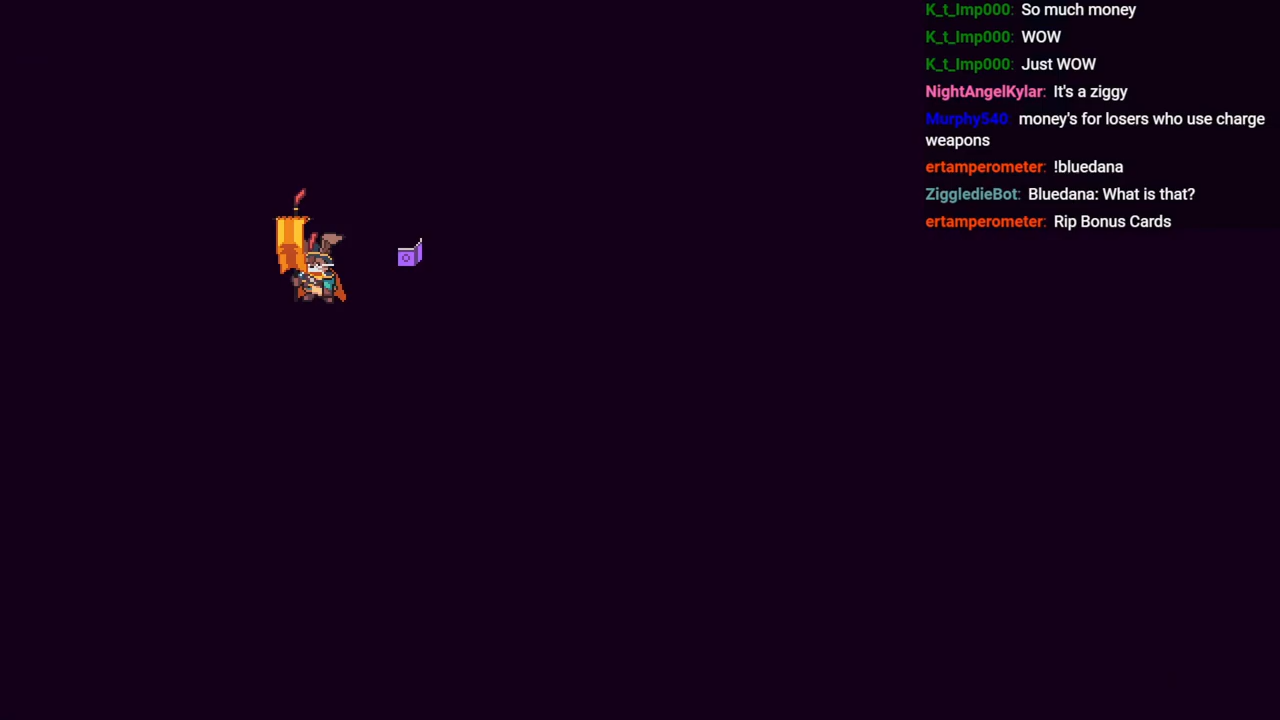 K_t_Imp000: So much money
K_t_Imp000: WOW
K_t_Imp000: Just WOW
NightAngelKylar: It's a ziggy
Murphy540 money's for losers who use charge
weapons
ertamperometer: !bluedana
ZiggledieBot: Bluedana: What is that?
ertamperometer: Rip Bonus Cards